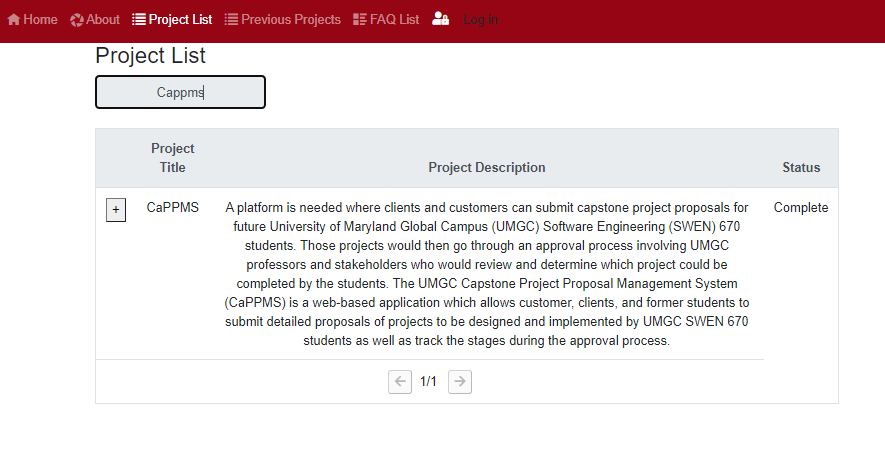 Home About Project List Previous Projects FAQ List Log in
Project List
Cappms
Project
Title
Project Description
Status
+ CaPPMS A platform is needed where clients and customers can submit capstone project proposals for Complete
future University of Maryland Global Campus (UMGC) Software Engineering (SWEN) 670
students. Those projects would then go through an approval process involving UMGC
professors and stakeholders who would review and determine which project could be
completed by the students. The UMGC Capstone Project Proposal Management System
(CaPPMS) is a web-based application which allows customer, clients, and former students to
submit detailed proposals of projects to be designed and implemented by UMGC SWEN 670
students as well as track the stages during the approval process.
1/1